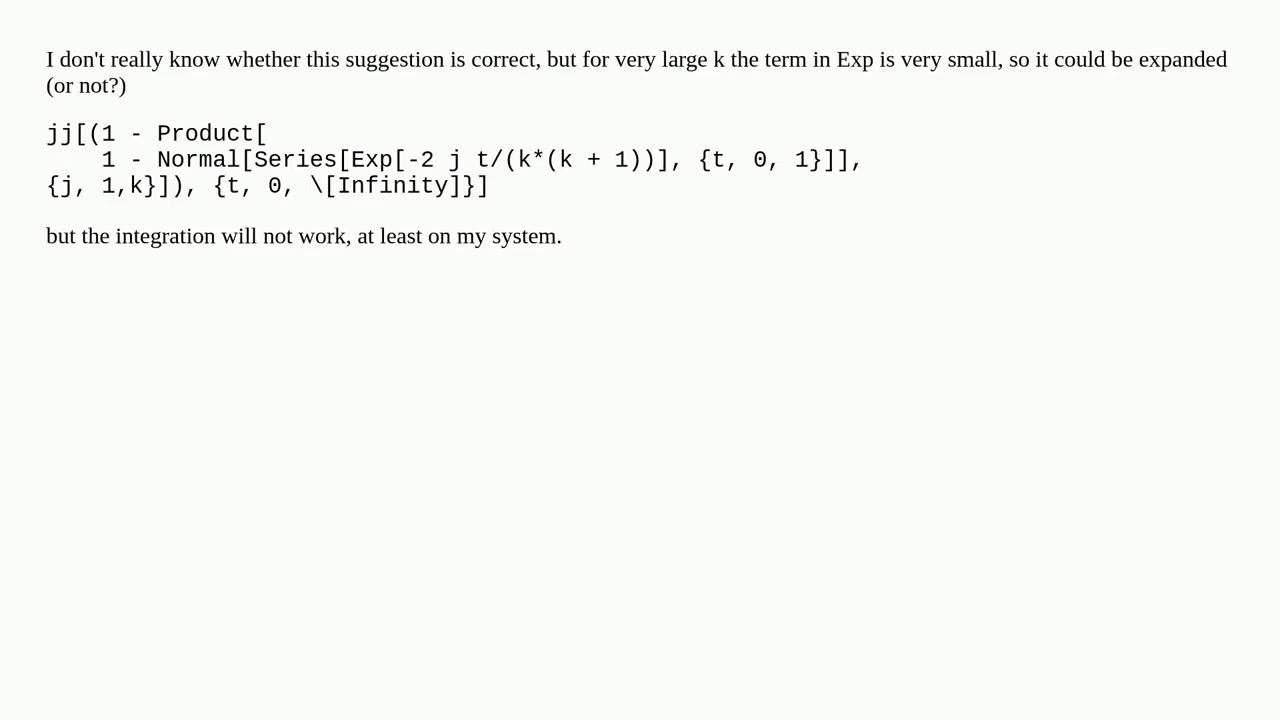 I don't really know whether this suggestion is correct, but for very large k the term in Exp is very small, so it could be expanded
(or not?)
jj[(1 - Product[
    1 - Normal[Series[Exp[-2 j t/(k*(k + 1))], {t, 0, 1}]],
{j, 1,k}]), {t, 0, \[Infinity]}]
but the integration will not work, at least on my system.